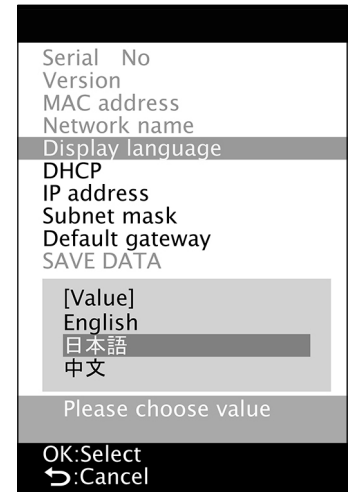 Serial No
Version
MAC address
Network name
Display language
DHCP
IP address
Subnet mask
Default gateway
SAVE DATA
[Value]
English
日本語
中文
Please choose value
OK:Select
⮌:Cancel